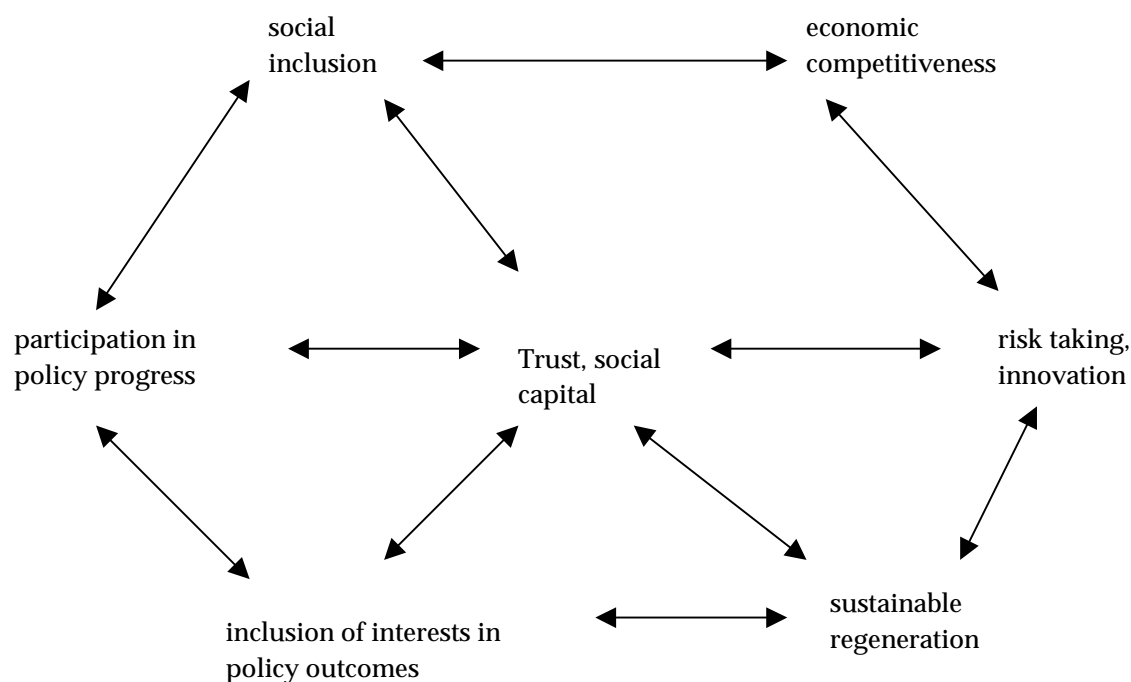 social
inclusion
economic
competitiveness
participation in
policy progress
Trust, social
capital
risk taking,
innovation
inclusion of interests in
policy outcomes
sustainable
regeneration